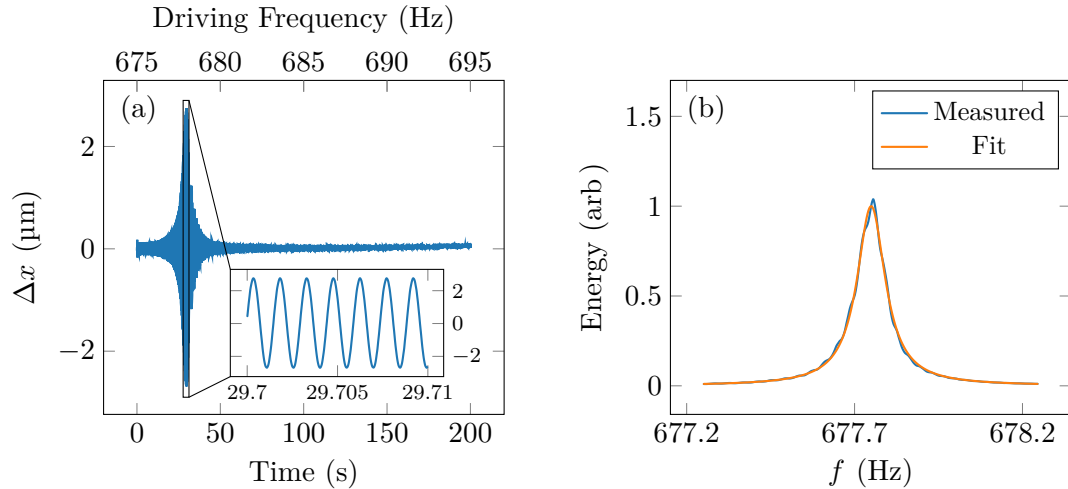 Driving Frequency (Hz)
675 680 685 690 695
(a)
2
0
−2
Δx (µm)
2
0
−2
29.7 29.705 29.71
0 50 100 150 200
Time (s)
(b)
Measured
Fit
1.5
1
0.5
0
Energy (arb)
677.2 677.7 678.2
f (Hz)